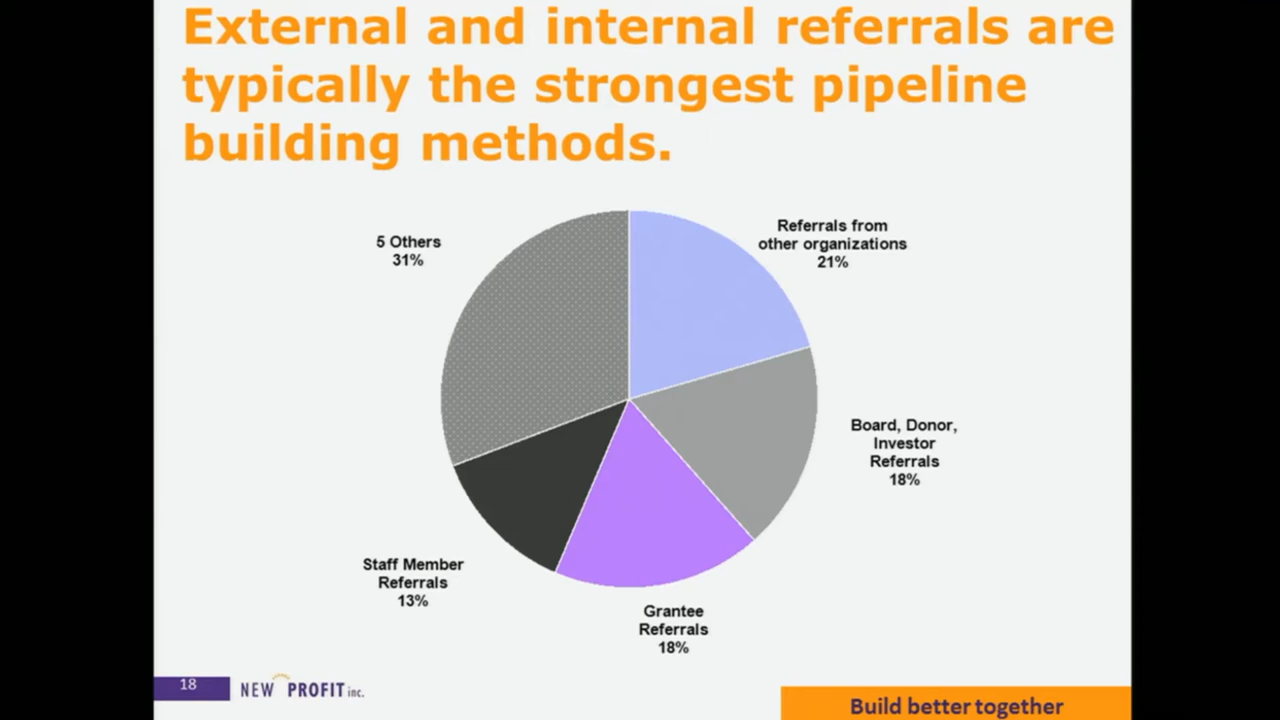 External and internal referrals are
typically the strongest pipeline
building methods.
5 Others
31%
Referrals from
other organizations
21%
Board, Donor,
Investor
Referrals
18%
Staff Member
Referrals
13%
Grantee
Referrals
18%
18
NEW PROFIT inc.
Build better together